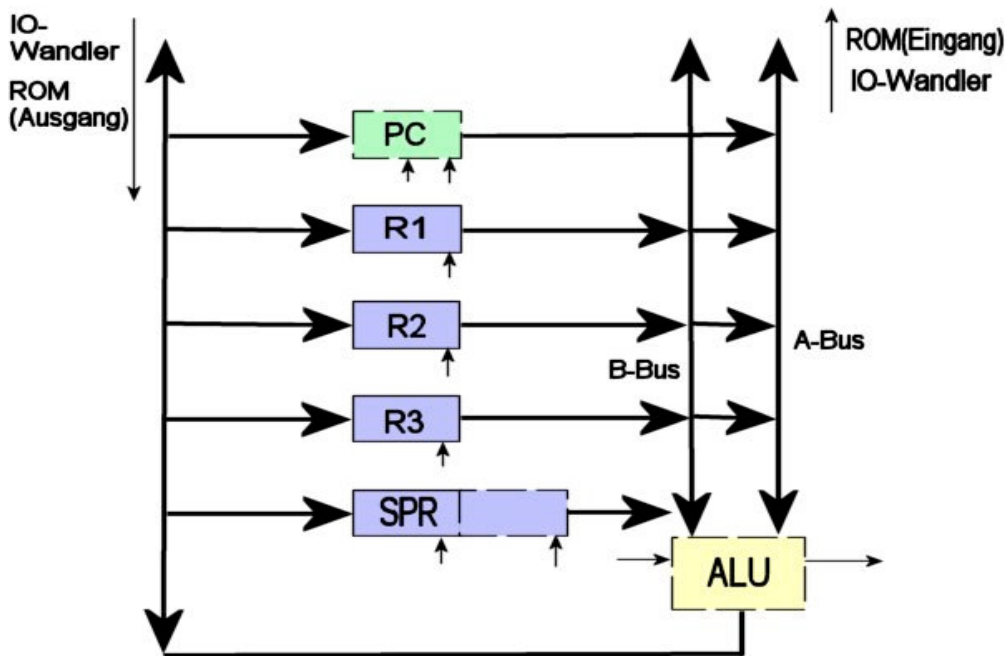 IO-
Wandler
ROM
(Ausgang)
ROM(Eingang)
IO-Wandler
PC
R1
R2
B-Bus
A-Bus
R3
SPR
ALU